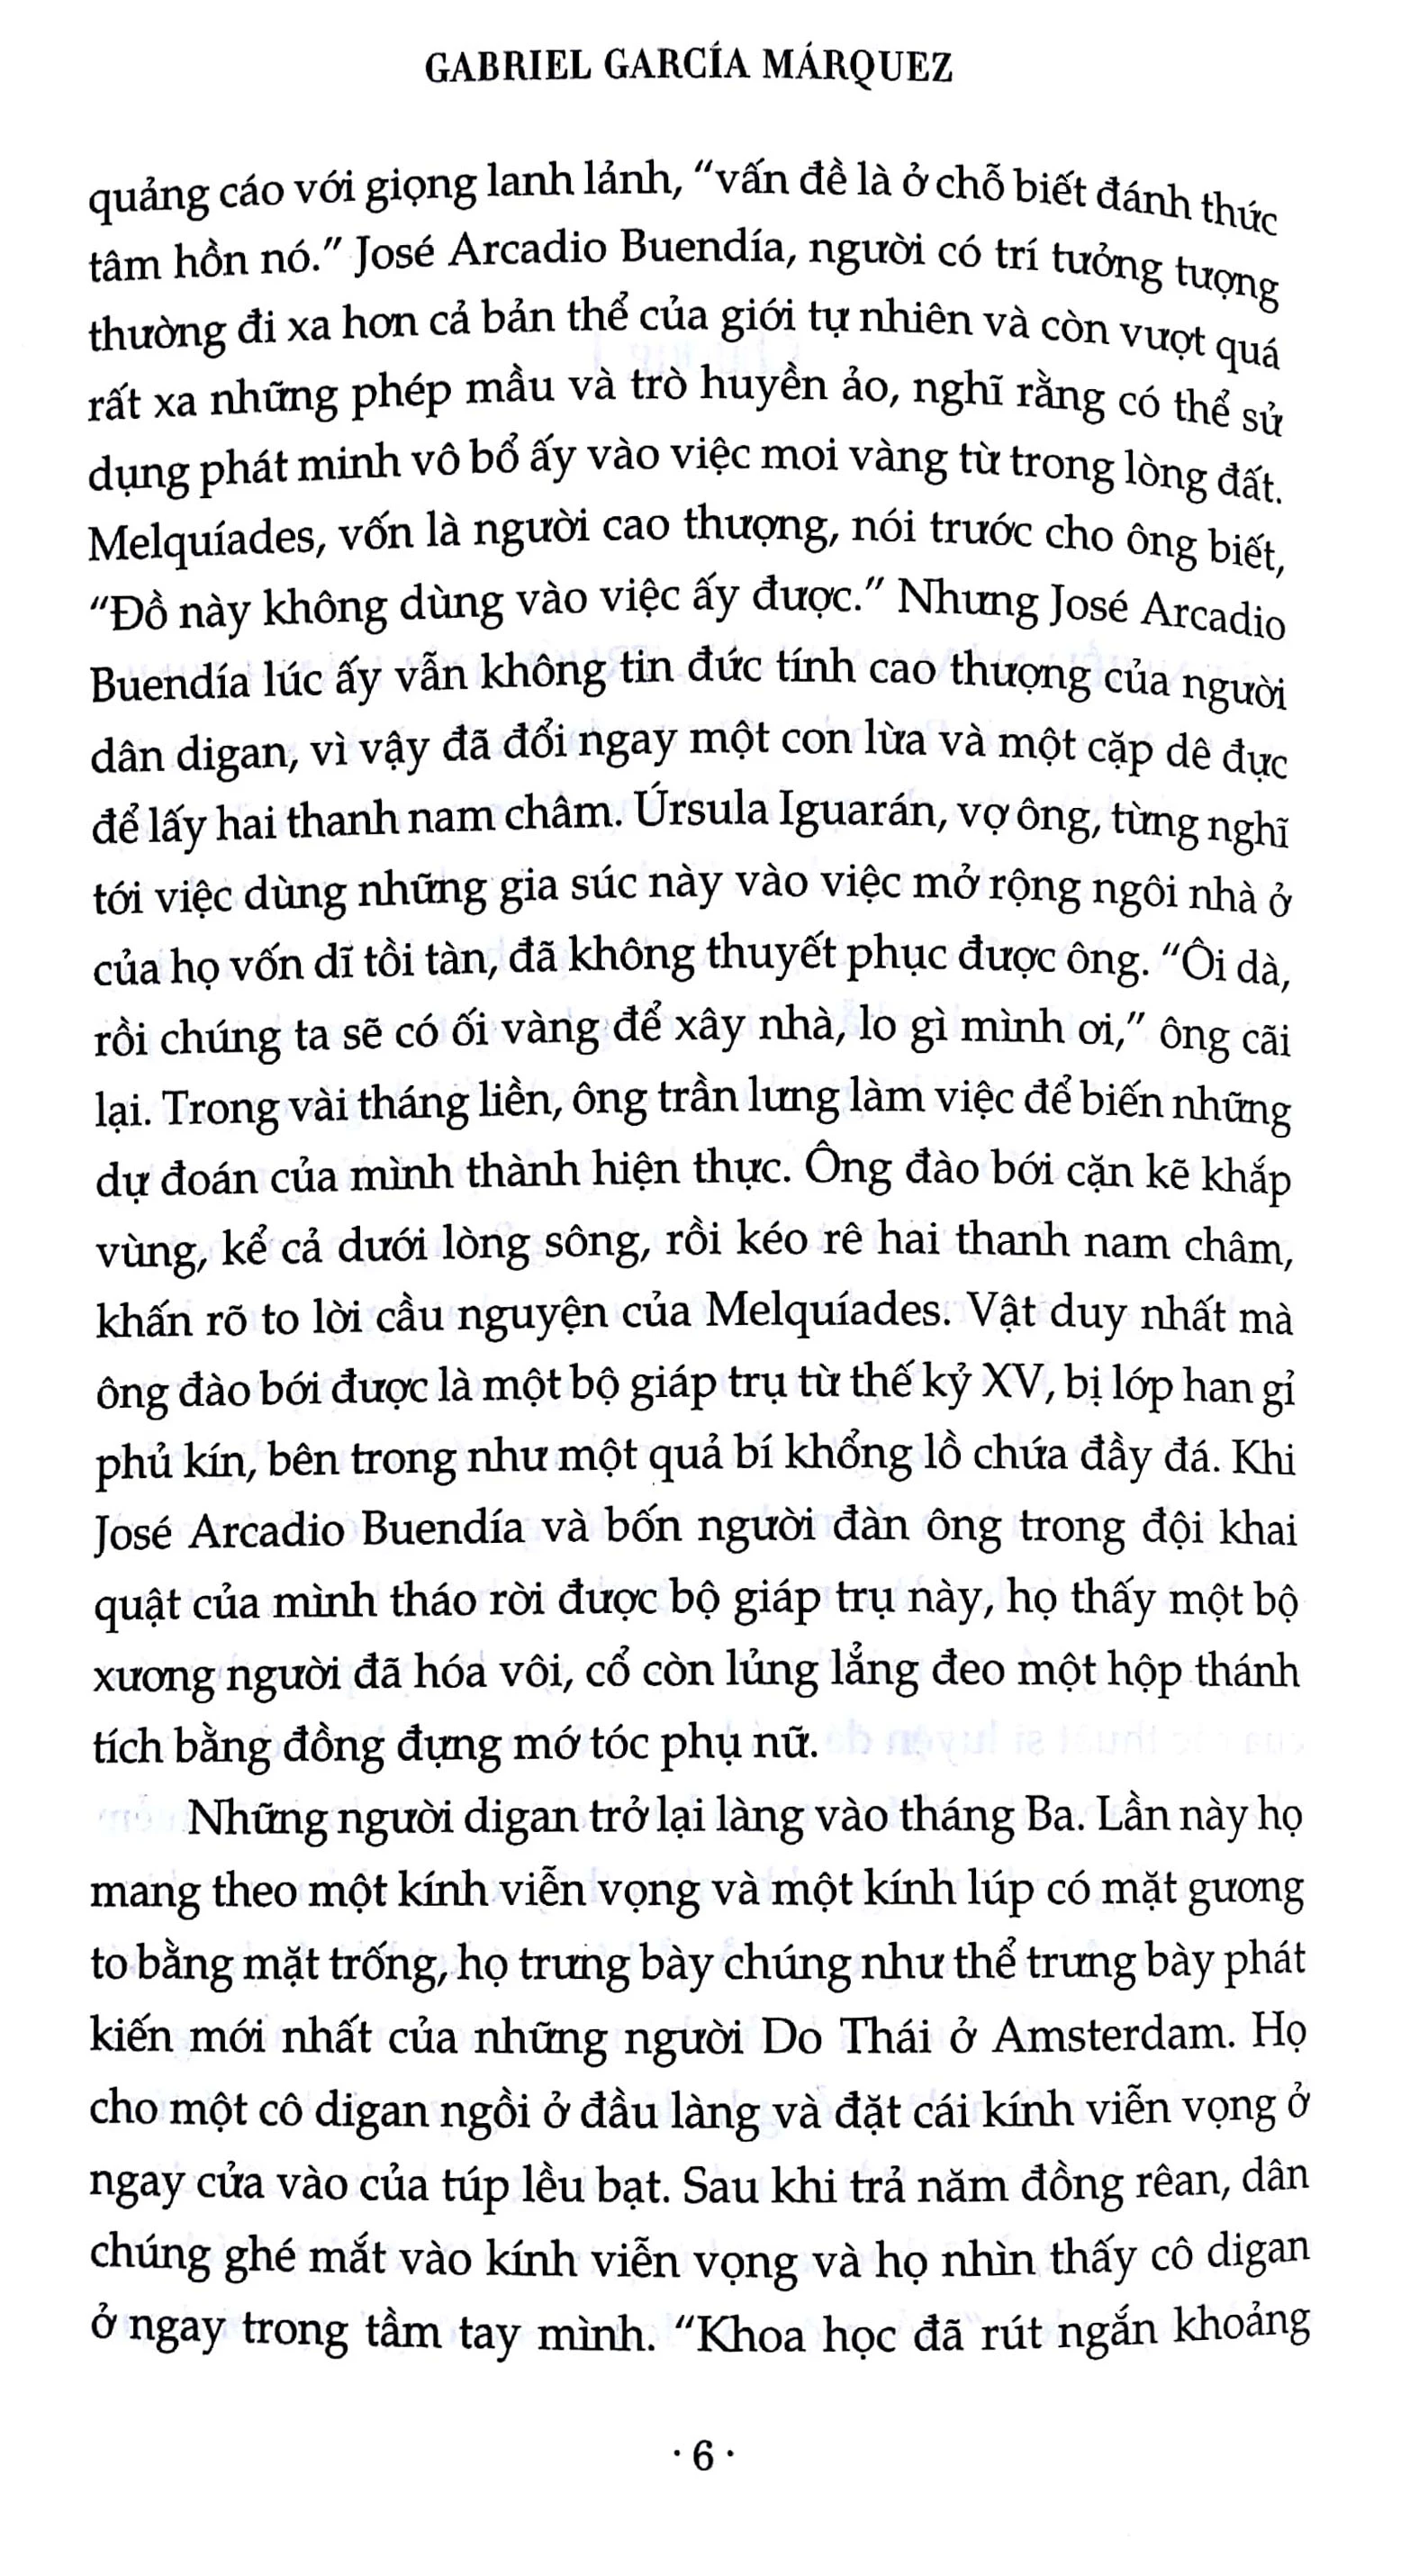 GABRIEL GARCÍA MÁRQUEZ
quảng cáo với giọng lanh lảnh, “vấn đề là ở chỗ biết đánh thức
tâm hồn nó.” José Arcadio Buendía, người có trí tưởng tượng
thường đi xa hơn cả bản thể của giới tự nhiên và còn vượt quá
rất xa những phép mầu và trò huyền ảo, nghĩ rằng có thể sử
dụng phát minh vô bổ ấy vào việc moi vàng từ trong lòng đất.
Melquíades, vốn là người cao thượng, nói trước cho ông biết,
“Đồ này không dùng vào việc ấy được.” Nhưng José Arcadio
Buendía lúc ấy vẫn không tin đức tính cao thượng của người
dân digan, vì vậy đã đổi ngay một con lừa và một cặp dê đực
để lấy hai thanh nam châm. Úrsula Iguarán, vợ ông, từng nghĩ
tới việc dùng những gia súc này vào việc mở rộng ngôi nhà ở
của họ vốn dĩ tồi tàn, đã không thuyết phục được ông. “Ôi dà,
rồi chúng ta sẽ có ối vàng để xây nhà, lo gì mình ơi,” ông cãi
lại. Trong vài tháng liền, ông trần lưng làm việc để biến những
dự đoán của mình thành hiện thực. Ông đào bới cặn kẽ khắp
vùng, kể cả dưới lòng sông, rồi kéo rê hai thanh nam châm,
khấn rõ to lời cầu nguyện của Melquíades. Vật duy nhất mà
ông đào bới được là một bộ giáp trụ từ thế kỷ XV, bị lớp han gỉ
phủ kín, bên trong như một quả bí khổng lồ chứa đầy đá. Khi
José Arcadio Buendía và bốn người đàn ông trong đội khai
quật của mình tháo rời được bộ giáp trụ này, họ thấy một bộ
xương người đã hóa vôi, cổ còn lủng lẳng đeo một hộp thánh
tích bằng đồng đựng mớ tóc phụ nữ.
Những người digan trở lại làng vào tháng Ba. Lần này họ
mang theo một kính viễn vọng và một kính lúp có mặt gương
to bằng mặt trống, họ trưng bày chúng như thể trưng bày phát
kiến mới nhất của những người Do Thái ở Amsterdam. Họ
cho một cô digan ngồi ở đầu làng và đặt cái kính viễn vọng ở
ngay cửa vào của túp lều bạt. Sau khi trả năm đồng rêan, dân
chúng ghé mắt vào kính viễn vọng và họ nhìn thấy cô digan
ở ngay trong tầm tay mình. “Khoa học đã rút ngắn khoảng
· 6 ·